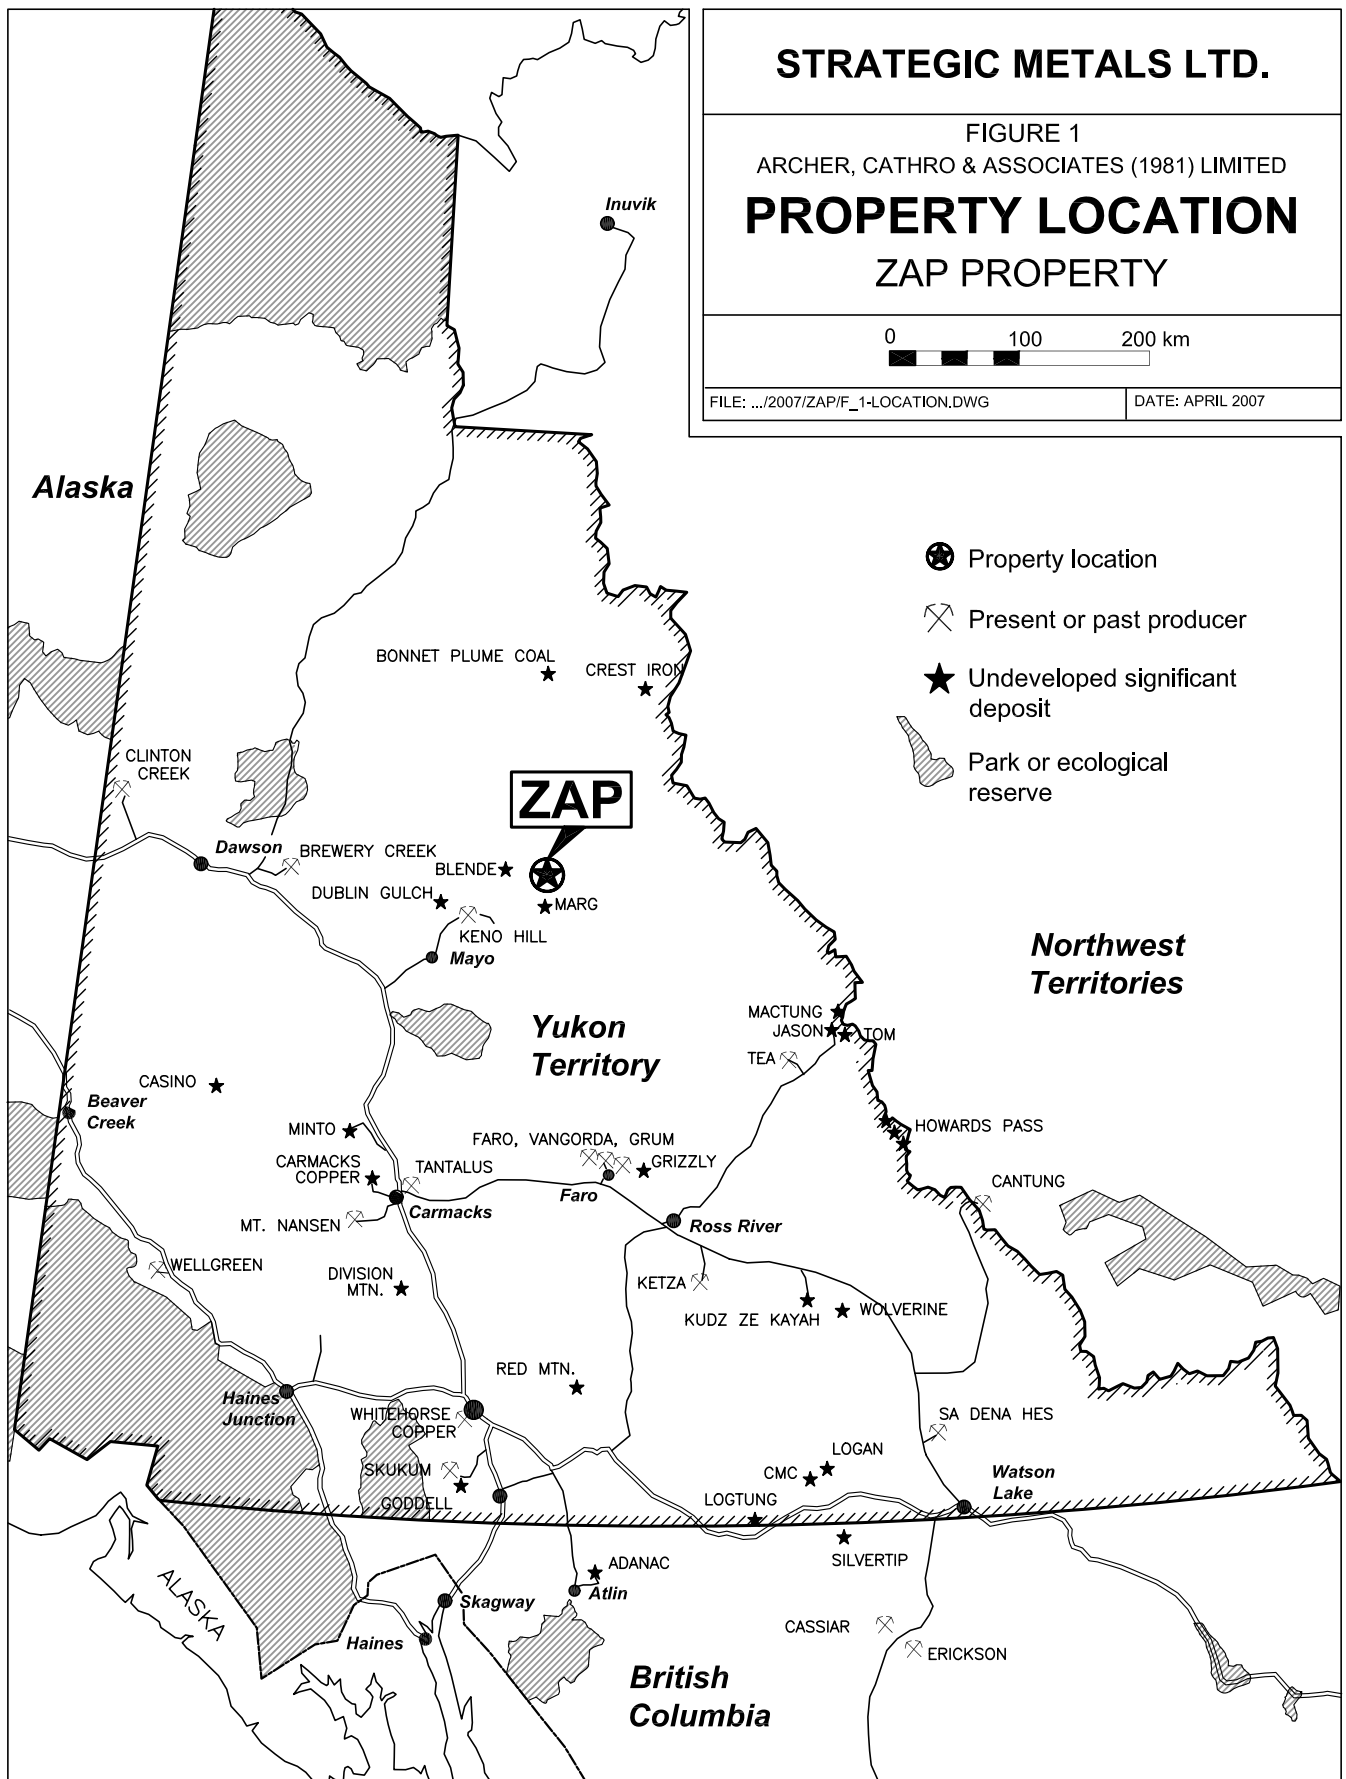 STRATEGIC METALS LTD.
FIGURE 1
ARCHER, CATHRO & ASSOCIATES (1981) LIMITED
PROPERTY LOCATION
ZAP PROPERTY
0 100 200 km
FILE: .../2007/ZAP/F_1-LOCATION.DWG
DATE: APRIL 2007
Inuvik
Alaska
Property location
Present or past producer
Undeveloped significant
deposit
Park or ecological
reserve
BONNET PLUME COAL
CREST IRON
CLINTON
CREEK
ZAP
Dawson
BREWERY CREEK
BLENDE
DUBLIN GULCH
MARG
KENO HILL
Mayo
Northwest
Territories
Yukon
Territory
MACTUNG
JASON
TOM
TEA
CASINO
Beaver
Creek
MINTO
HOWARDS PASS
FARO, VANGORDA, GRUM
GRIZZLY
CARMACKS
COPPER
TANTALUS
Faro
CANTUNG
Carmacks
MT. NANSEN
Ross River
WELLGREEN
DIVISION
MTN.
KETZA
KUDZ ZE KAYAH
WOLVERINE
RED MTN.
Haines
Junction
WHITEHORSE
COPPER
SA DENA HES
LOGAN
CMC
SKUKUM
GODDELL
Watson
Lake
LOGTUNG
SILVERTIP
ADANAC
Atlin
ALASKA
Skagway
Haines
CASSIAR
ERICKSON
British
Columbia